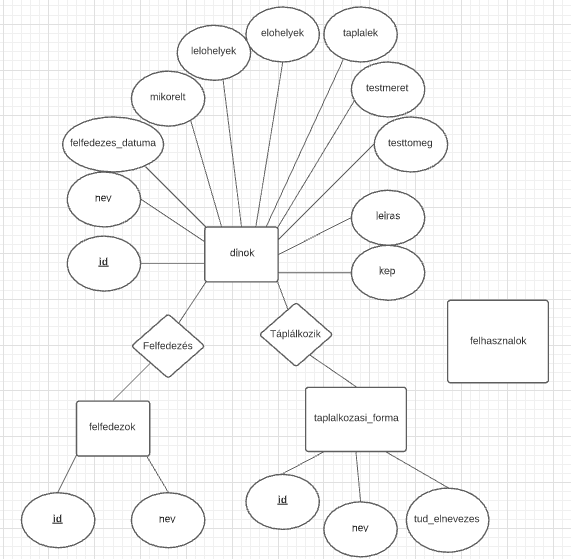 elohelyek
taplalek
lelohelyek
testmeret
mikorelt
felfedezes_datuma
testtomeg
nev
leiras
dinok
id
kep
Felfedezés
Táplálkozik
felhasznalok
felfedezok
taplalkozasi_forma
id
nev
id
nev
tud_elnevezes